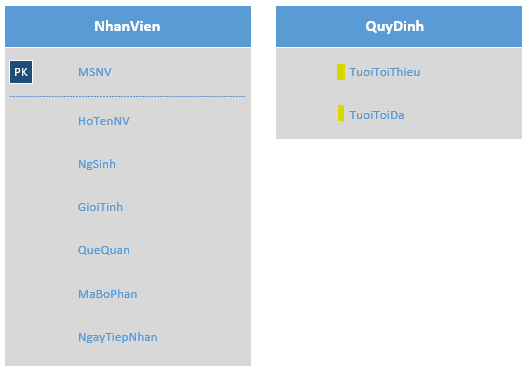 NhanVien
PK MSNV
HoTenNV
NgSinh
GioiTinh
QueQuan
MaBoPhan
NgayTiepNhan
QuyDinh
TuoiToiThieu
TuoiToiDa